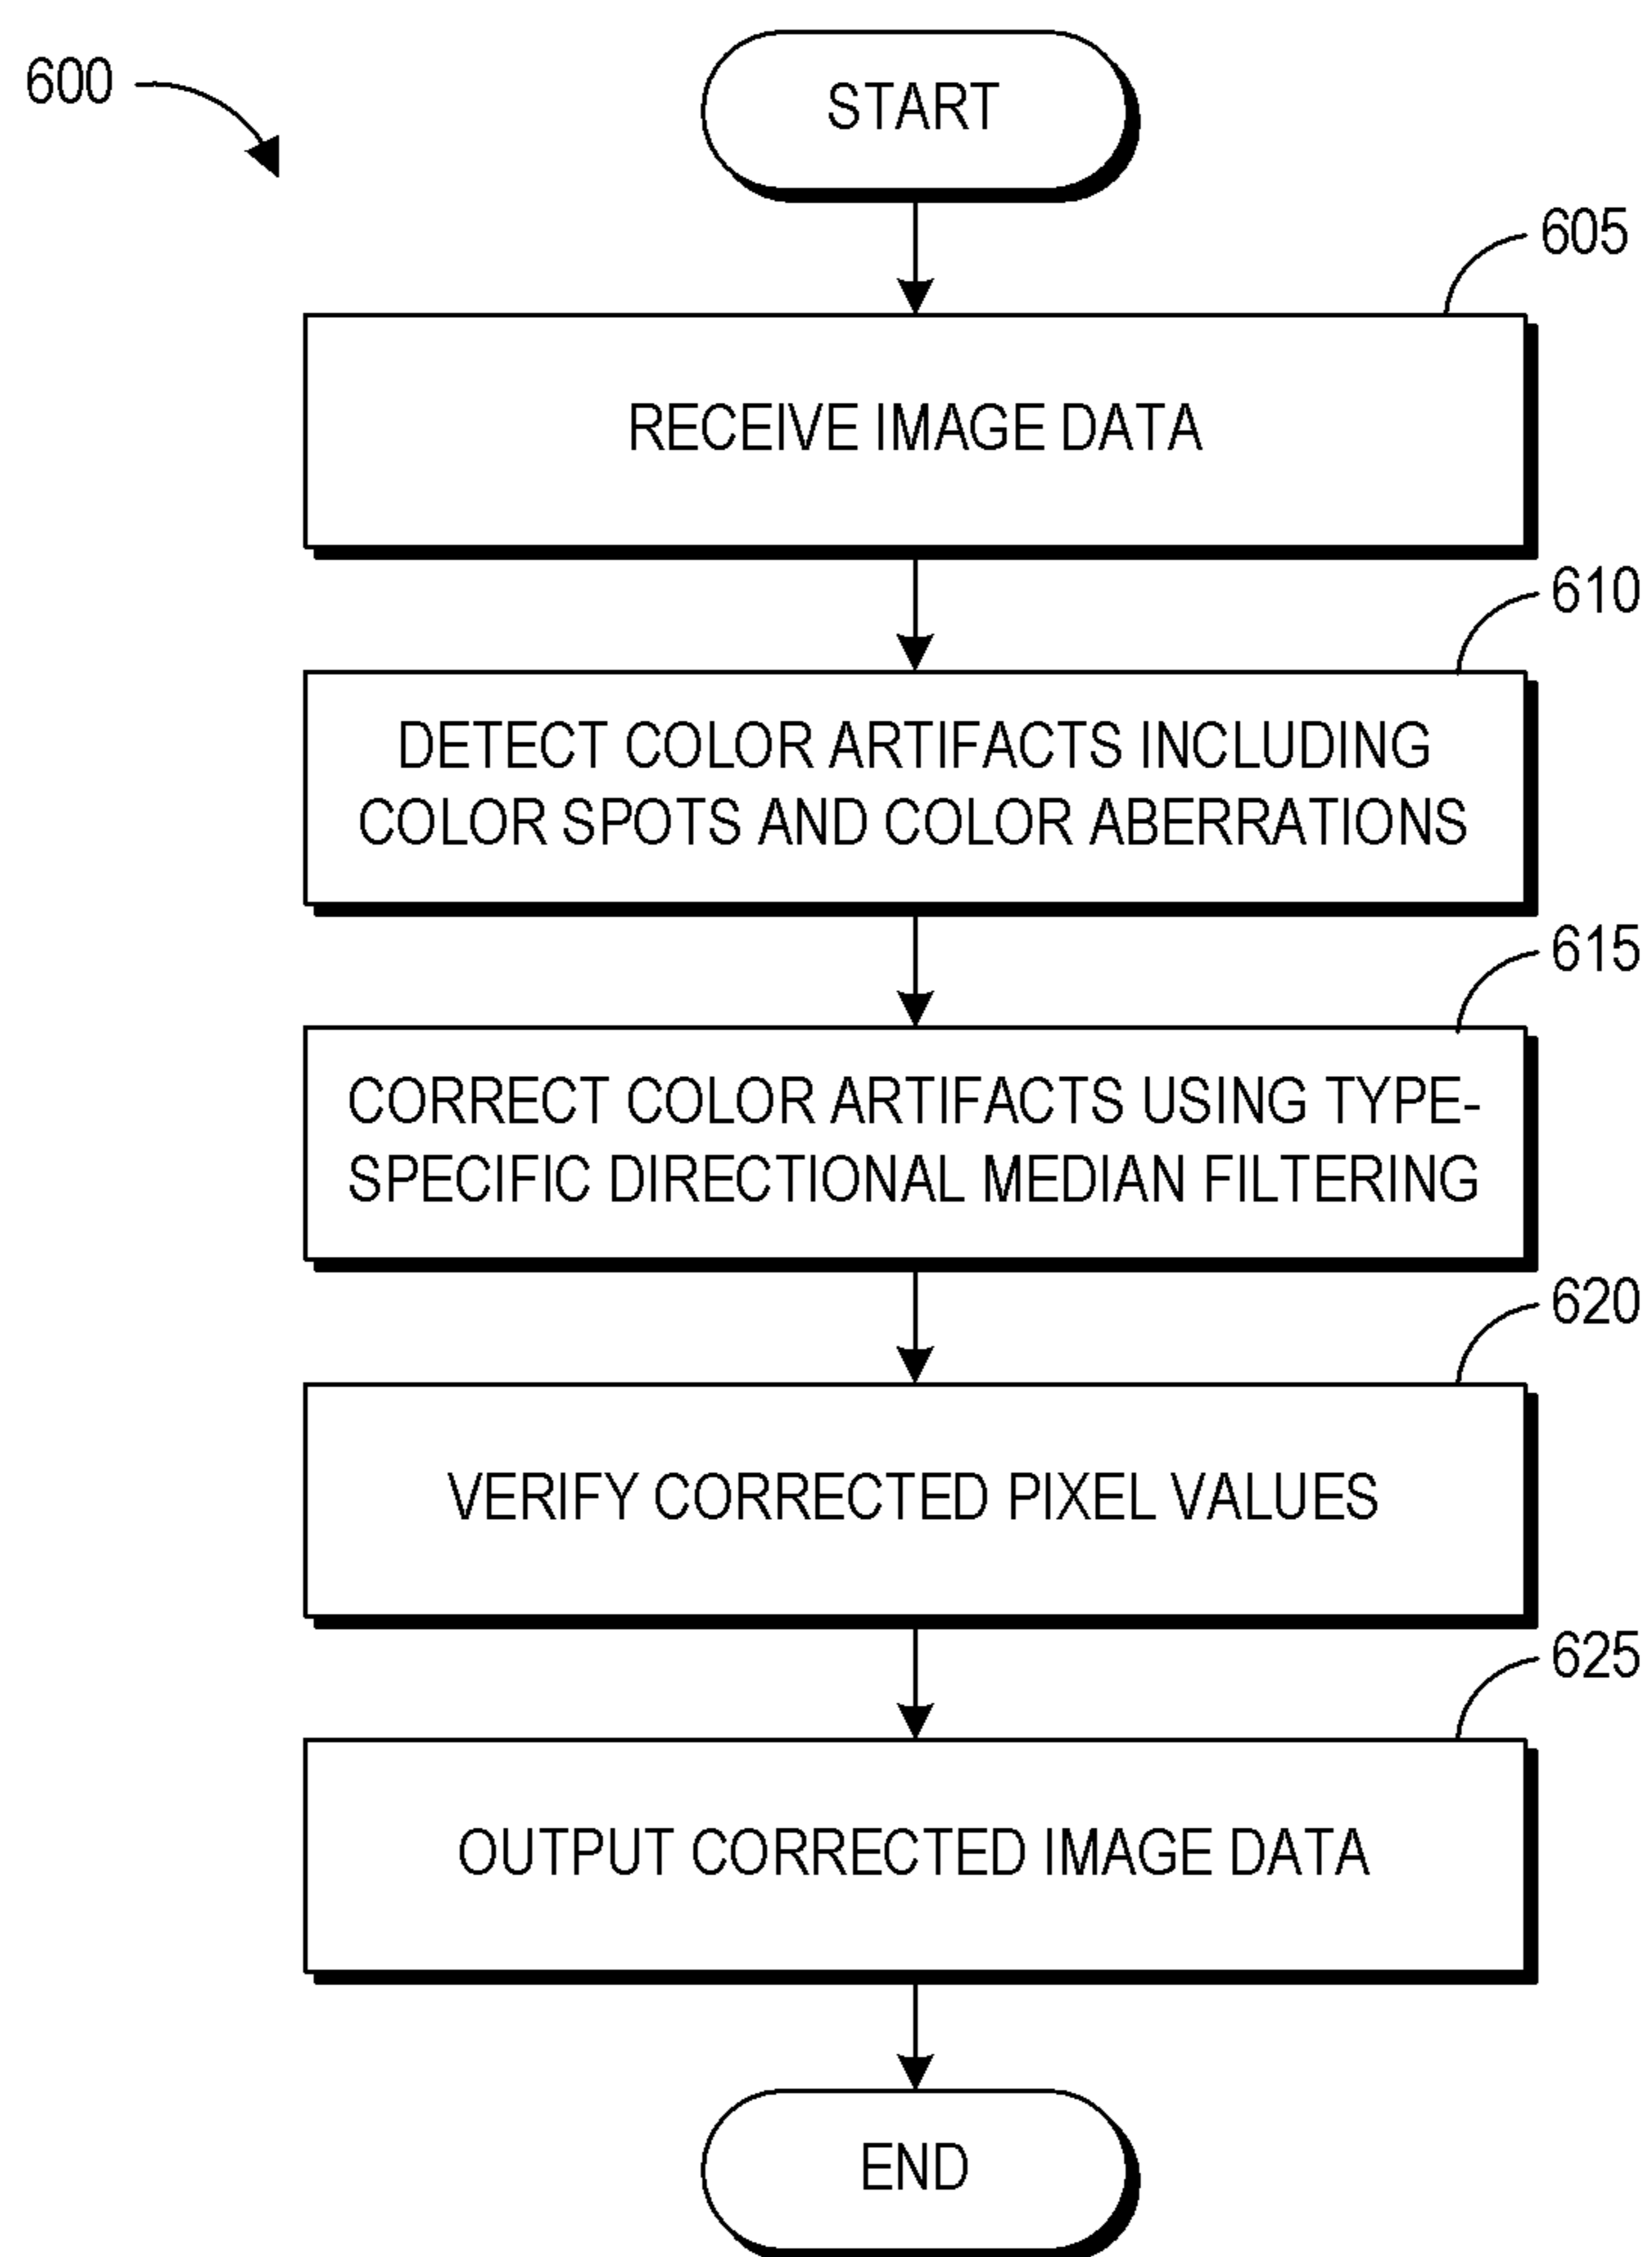 600
START
605
RECEIVE IMAGE DATA
610
DETECT COLOR ARTIFACTS INCLUDING
COLOR SPOTS AND COLOR ABERRATIONS
615
CORRECT COLOR ARTIFACTS USING TYPE-
SPECIFIC DIRECTIONAL MEDIAN FILTERING
620
VERIFY CORRECTED PIXEL VALUES
625
OUTPUT CORRECTED IMAGE DATA
END